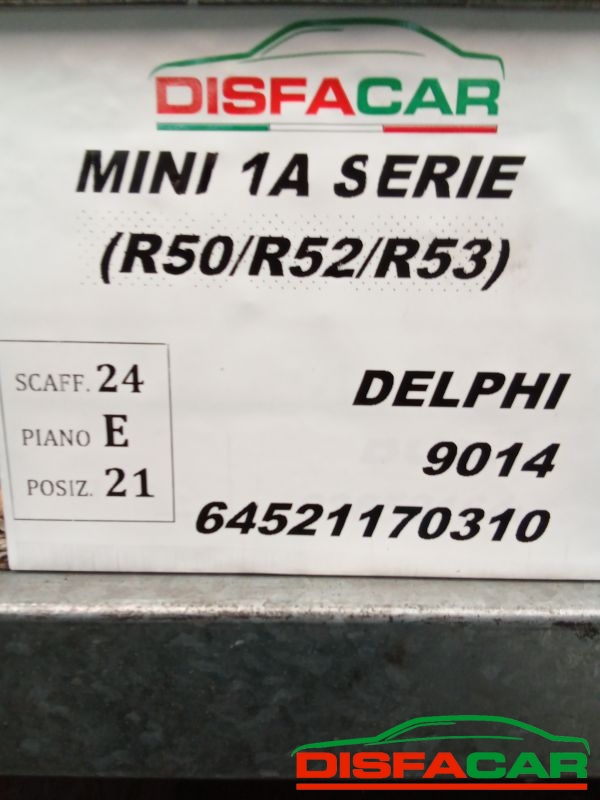 DISFACAR
MINI 1A SERIE
(R50/R52/R53)
SCAFF. 24
PIANO E
POSIZ. 21
DELPHI
9014
64521170310
DISFACAR